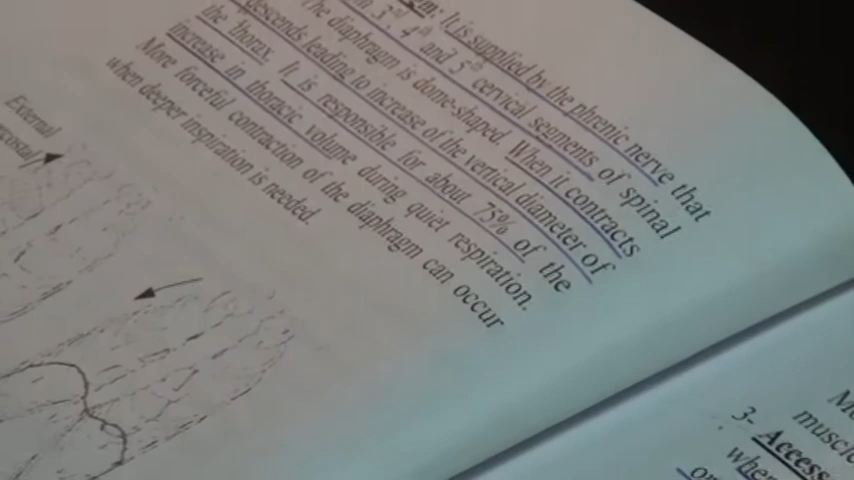 It is supplied by the phrenic nerve that
3rd, 4th and 5th cervical segments of spinal
The diaphragm is dome-shaped. When it contracts
descends leading to increase of the vertical diameter of
the thorax. It is responsible for about 75% of the
increase in thoracic volume during quiet respiration.
More forceful contraction of the diaphragm can occur
when deeper inspiration is needed.
External
3- Access
muscle